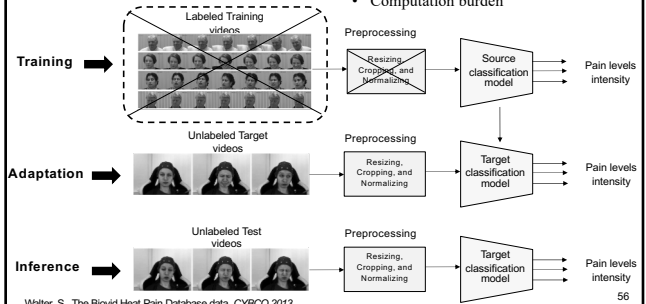 • Computation burden
Labeled Training
videos
Preprocessing
Training
Resizing,
Cropping, and
Normalizing
Source
classification
model
Pain levels
intensity
Unlabeled Target
videos
Preprocessing
Adaptation
Resizing,
Cropping, and
Normalizing
Target
classification
model
Pain levels
intensity
Unlabeled Test
videos
Preprocessing
Inference
Resizing,
Cropping, and
Normalizing
Target
classification
model
Pain levels
intensity
Walter, S., The Biovid Heat Pain Database data, CYBCO 2013
56